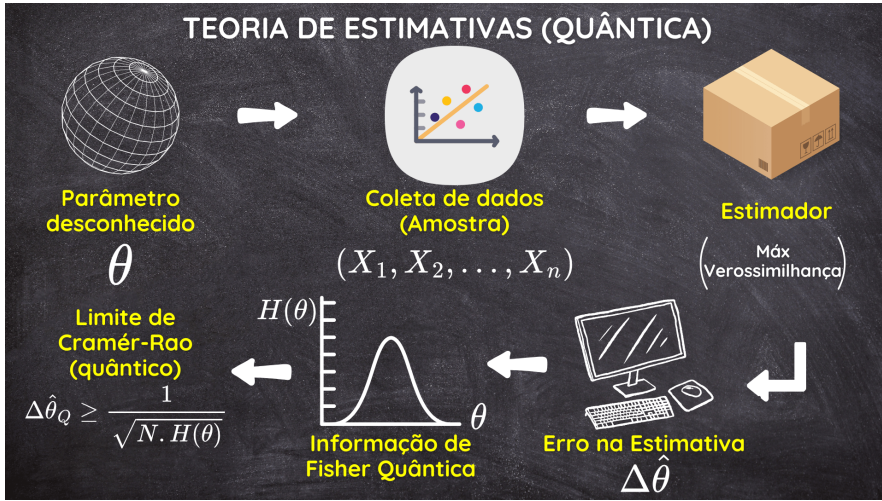 TEORIA DE ESTIMATIVAS (QUÂNTICA)
Parâmetro
desconhecido
θ
Coleta de dados
(Amostra)
(X₁, X₂, . . . , Xₙ)
Estimador
(Máx
Verossimilhança)
Erro na Estimativa
Δθ̂
H(θ)
θ
Informação de
Fisher Quântica
Limite de
Cramér-Rao
(quântico)
Δθ̂_Q ≥ 1/√(N. H(θ))